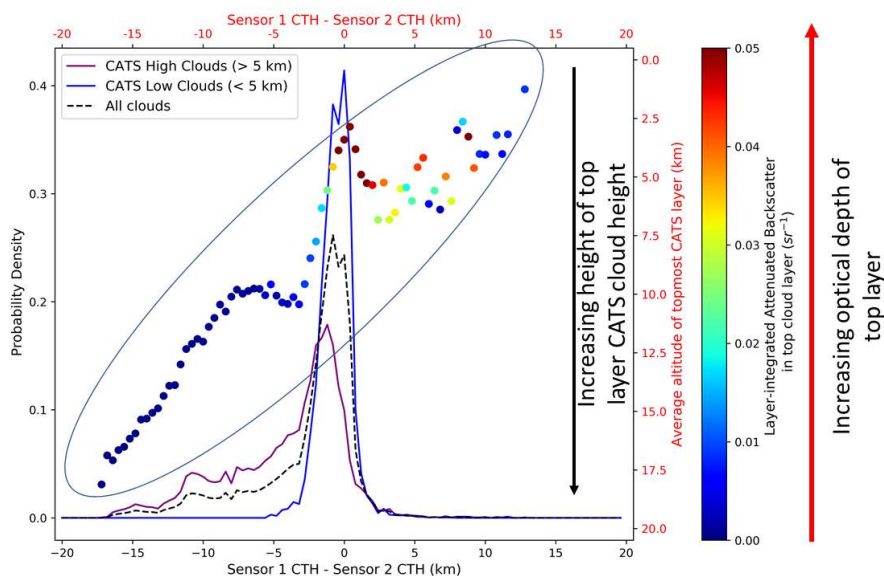 Sensor 1 CTH - Sensor 2 CTH (km)
-20 -15 -10 -5 0 5 10 15 20
CATS High Clouds (> 5 km)
CATS Low Clouds (< 5 km)
All clouds
Probability Density
0.4
0.3
0.2
0.1
0.0
-20 -15 -10 -5 0 5 10 15 20
Sensor 1 CTH - Sensor 2 CTH (km)
Increasing height of top
layer CATS cloud height
0.0
2.5
5.0
7.5
10.0
12.5
15.0
17.5
20.0
Average altitude of topmost CATS layer (km)
0.05
0.04
0.03
0.02
0.01
0.00
Layer-integrated Attenuated Backscatter
in top cloud layer (sr⁻¹)
Increasing optical depth of
top layer